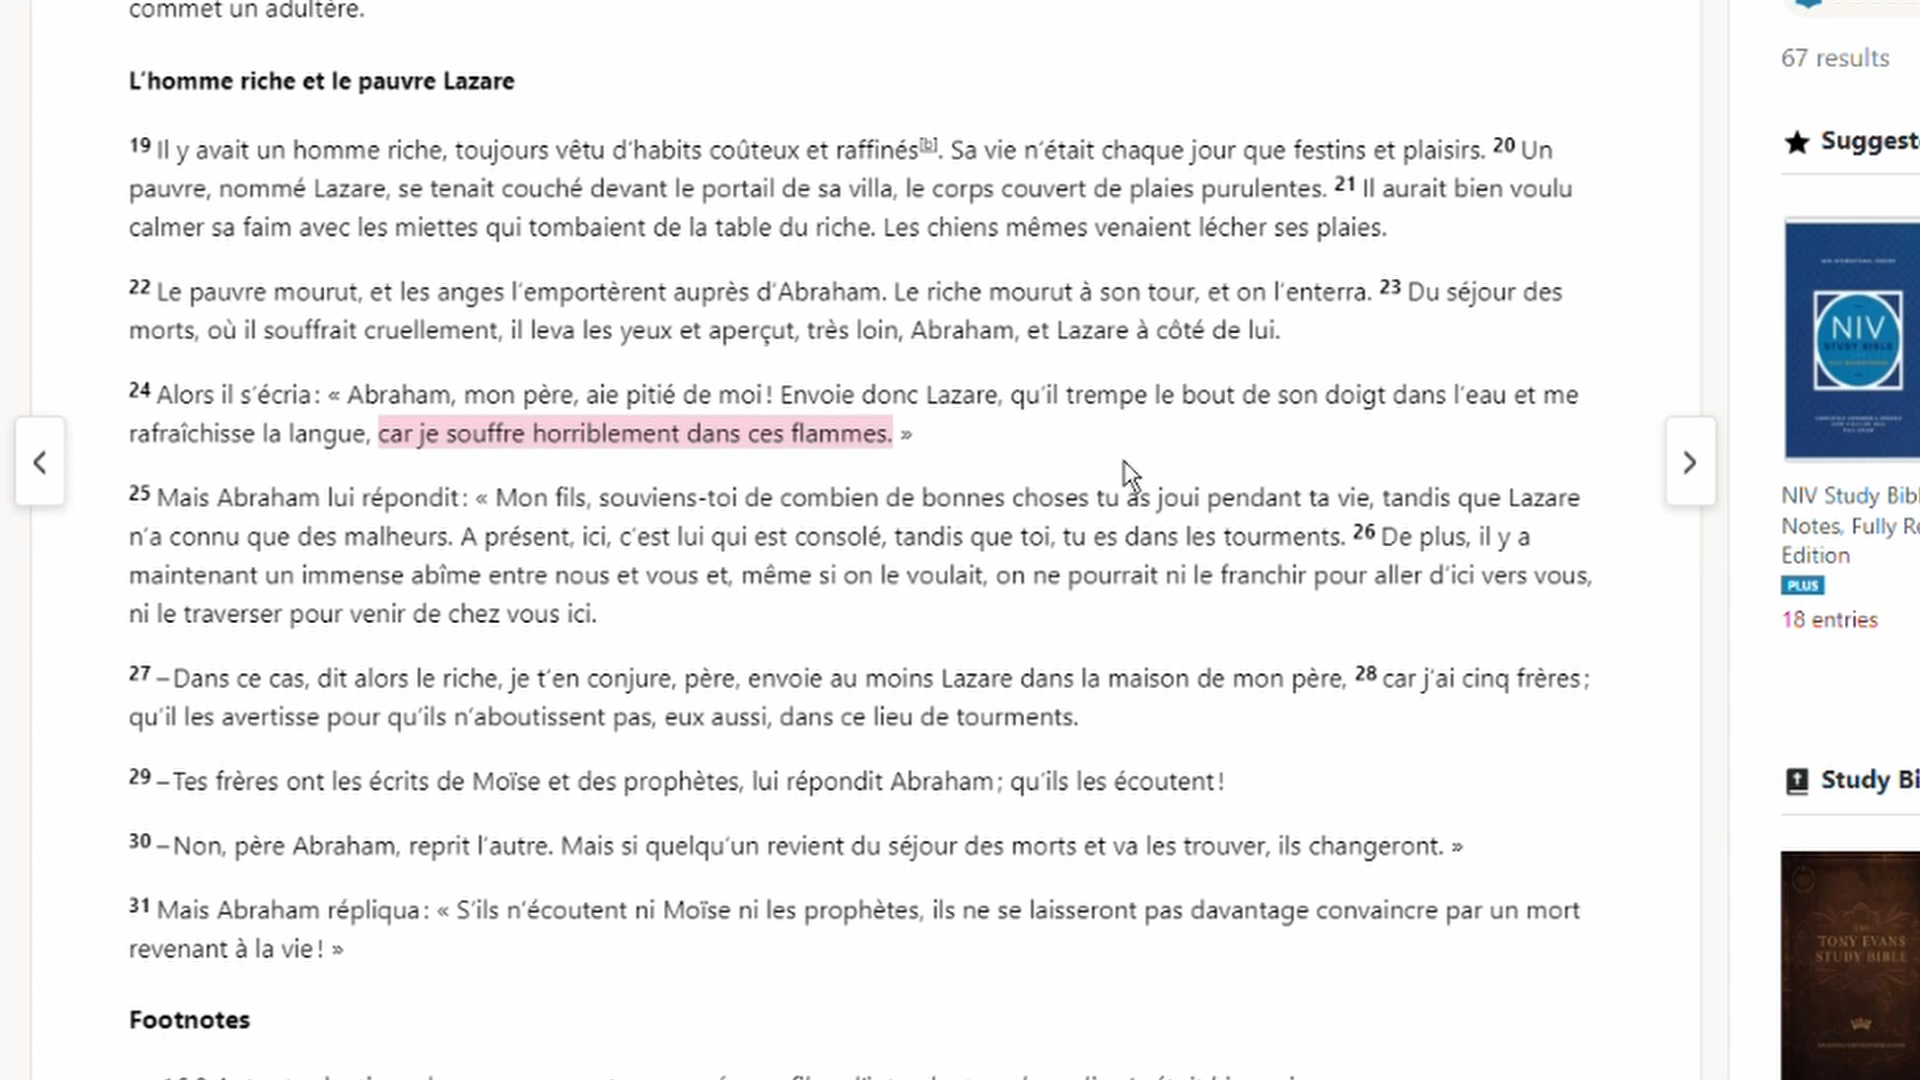 commet un adultère.
L'homme riche et le pauvre Lazare
19 Il y avait un homme riche, toujours vêtu d'habits coûteux et raffinés[b]. Sa vie n'était chaque jour que festins et plaisirs. 20 Un
pauvre, nommé Lazare, se tenait couché devant le portail de sa villa, le corps couvert de plaies purulentes. 21 Il aurait bien voulu
calmer sa faim avec les miettes qui tombaient de la table du riche. Les chiens mêmes venaient lécher ses plaies.
22 Le pauvre mourut, et les anges l'emportèrent auprès d'Abraham. Le riche mourut à son tour, et on l'enterra. 23 Du séjour des
morts, où il souffrait cruellement, il leva les yeux et aperçut, très loin, Abraham, et Lazare à côté de lui.
24 Alors il s'écria : « Abraham, mon père, aie pitié de moi ! Envoie donc Lazare, qu'il trempe le bout de son doigt dans l'eau et me
rafraîchisse la langue, car je souffre horriblement dans ces flammes. »
25 Mais Abraham lui répondit : « Mon fils, souviens-toi de combien de bonnes choses tu as joui pendant ta vie, tandis que Lazare
n'a connu que des malheurs. A présent, ici, c'est lui qui est consolé, tandis que toi, tu es dans les tourments. 26 De plus, il y a
maintenant un immense abîme entre nous et vous et, même si on le voulait, on ne pourrait ni le franchir pour aller d'ici vers vous,
ni le traverser pour venir de chez vous ici.
27 – Dans ce cas, dit alors le riche, je t'en conjure, père, envoie au moins Lazare dans la maison de mon père, 28 car j'ai cinq frères ;
qu'il les avertisse pour qu'ils n'aboutissent pas, eux aussi, dans ce lieu de tourments.
29 – Tes frères ont les écrits de Moïse et des prophètes, lui répondit Abraham ; qu'ils les écoutent !
30 – Non, père Abraham, reprit l'autre. Mais si quelqu'un revient du séjour des morts et va les trouver, ils changeront. »
31 Mais Abraham répliqua : « S'ils n'écoutent ni Moïse ni les prophètes, ils ne se laisseront pas davantage convaincre par un mort
revenant à la vie ! »
Footnotes
67 results
Suggest
NIV
STUDY BIBLE
NIV Study Bib
Notes, Fully Re
Edition
PLUS
18 entries
Study Bi
THE
TONY EVANS
STUDY BIBLE